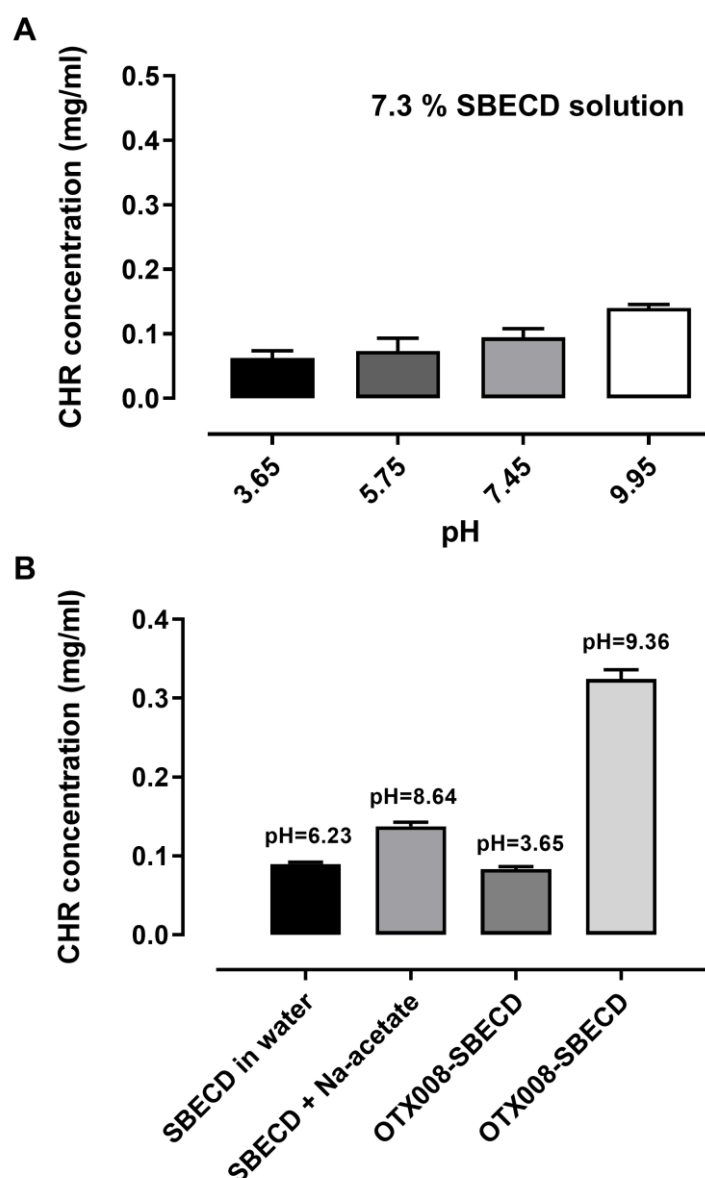 A
CHR concentration (mg/ml)
0.5
0.4
0.3
0.2
0.1
0.0
7.3 % SBECD solution
3.65
5.75
7.45
9.95
pH
B
CHR concentration (mg/ml)
0.4
0.3
0.2
0.1
0.0
pH=6.23
pH=8.64
pH=3.65
pH=9.36
SBECD in water
SBECD + Na-acetate
OTX008-SBECD
OTX008-SBECD